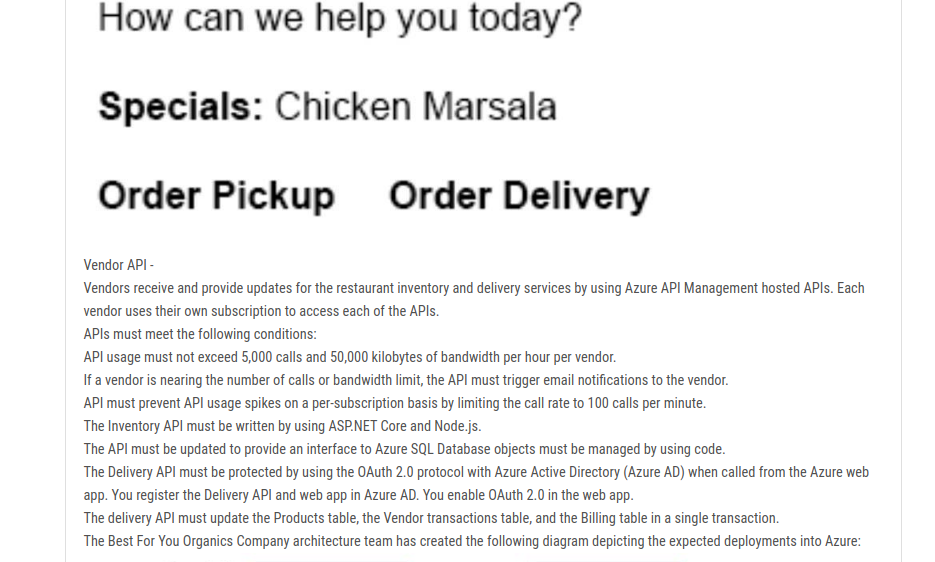 How can we help you today?
Specials: Chicken Marsala
Order Pickup Order Delivery
Vendor API -
Vendors receive and provide updates for the restaurant inventory and delivery services by using Azure API Management hosted APIs. Each
vendor uses their own subscription to access each of the APIs.
APIs must meet the following conditions:
API usage must not exceed 5,000 calls and 50,000 kilobytes of bandwidth per hour per vendor.
If a vendor is nearing the number of calls or bandwidth limit, the API must trigger email notifications to the vendor.
API must prevent API usage spikes on a per-subscription basis by limiting the call rate to 100 calls per minute.
The Inventory API must be written by using ASP.NET Core and Node.js.
The API must be updated to provide an interface to Azure SQL Database objects must be managed by using code.
The Delivery API must be protected by using the OAuth 2.0 protocol with Azure Active Directory (Azure AD) when called from the Azure web
app. You register the Delivery API and web app in Azure AD. You enable OAuth 2.0 in the web app.
The delivery API must update the Products table, the Vendor transactions table, and the Billing table in a single transaction.
The Best For You Organics Company architecture team has created the following diagram depicting the expected deployments into Azure: